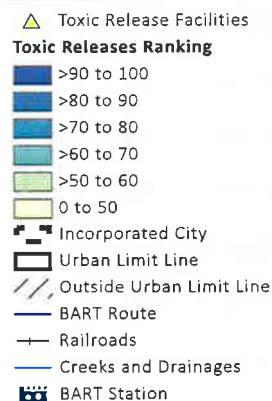 Toxic Release Facilities
Toxic Releases Ranking
>90 to 100
>80 to 90
>70 to 80
>60 to 70
>50 to 60
0 to 50
Incorporated City
Urban Limit Line
Outside Urban Limit Line
BART Route
Railroads
Creeks and Drainages
BART Station